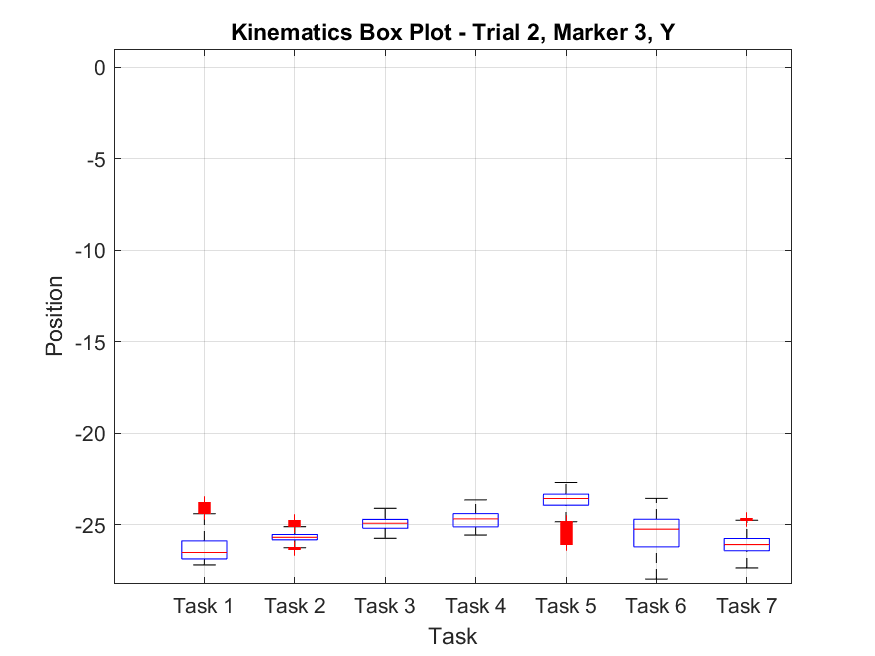 Kinematics Box Plot - Trial 2, Marker 3, Y
0
-5
-10
-15
-20
-25
Position
Task 1 Task 2 Task 3 Task 4 Task 5 Task 6 Task 7
Task